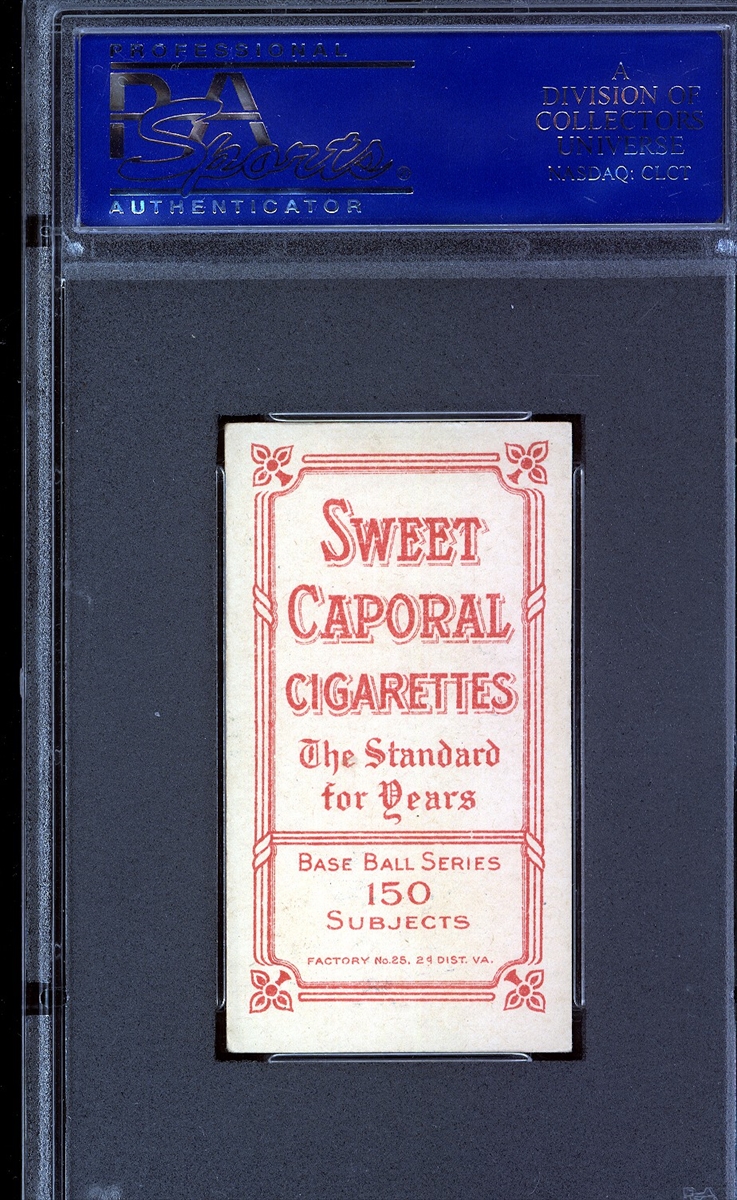 PROFESSIONAL
PSA
Sports
AUTHENTICATOR
A
DIVISION OF
COLLECTORS
UNIVERSE
NASDAQ: CLCT
SWEET
CAPORAL
CIGARETTES
The Standard
for Years
BASE BALL SERIES
150
SUBJECTS
FACTORY No. 25, 2d DIST. VA.